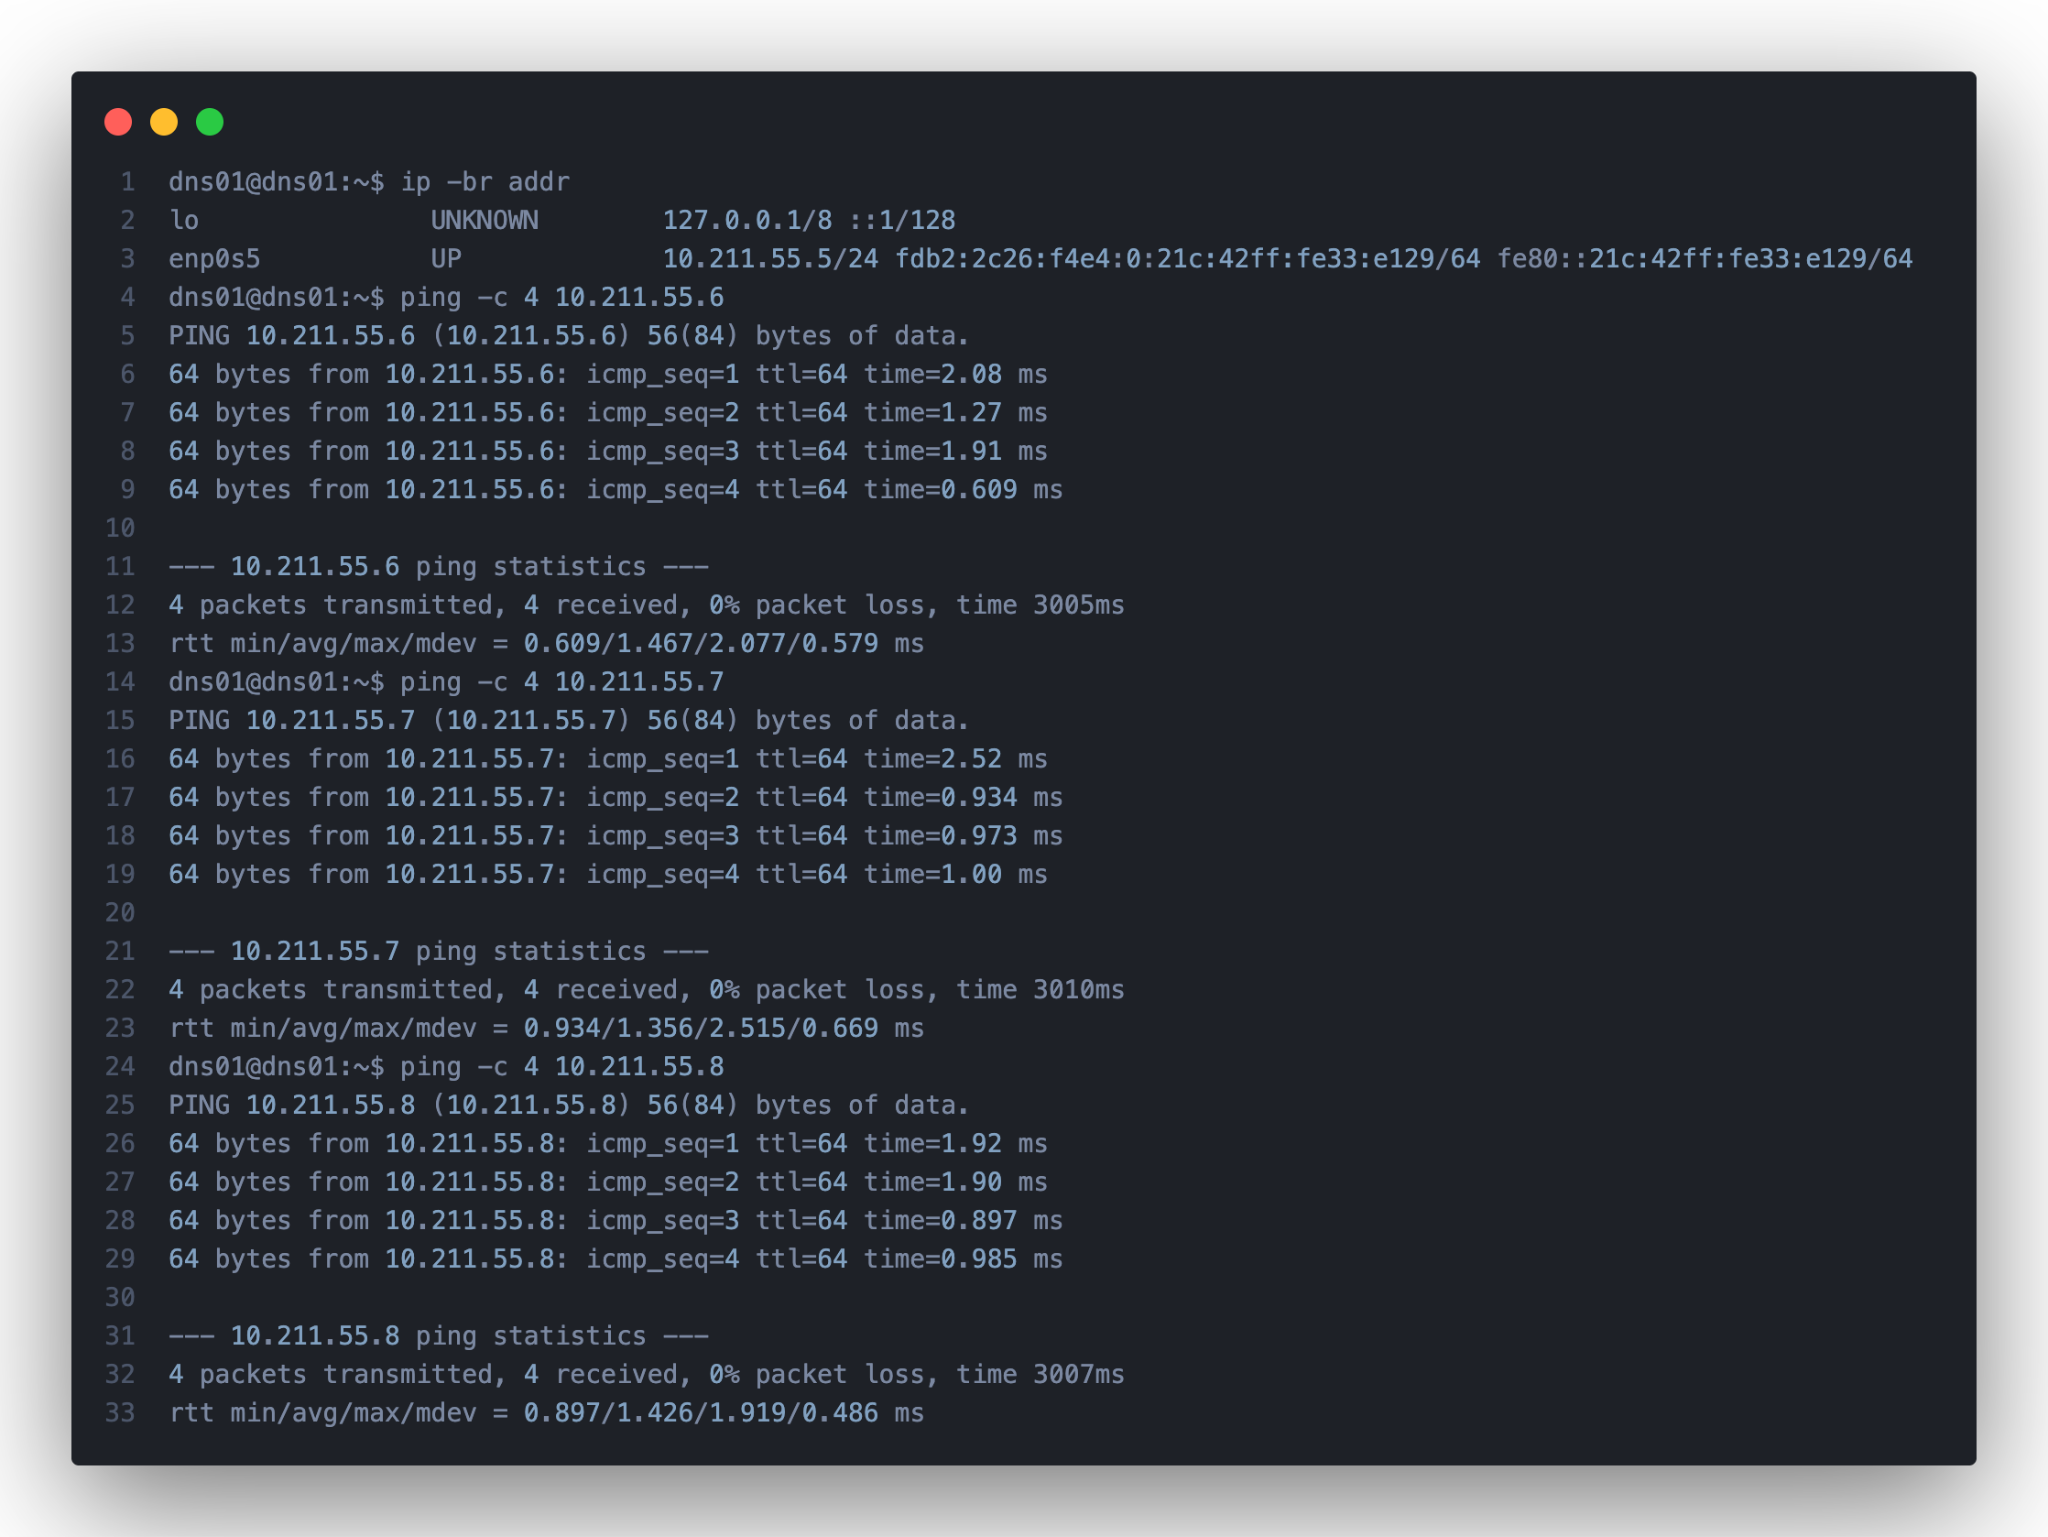 1 dns01@dns01:~$ ip -br addr
2 lo UNKNOWN 127.0.0.1/8 ::1/128
3 enp0s5 UP 10.211.55.5/24 fdb2:2c26:f4e4:0:21c:42ff:fe33:e129/64 fe80::21c:42ff:fe33:e129/64
4 dns01@dns01:~$ ping -c 4 10.211.55.6
5 PING 10.211.55.6 (10.211.55.6) 56(84) bytes of data.
6 64 bytes from 10.211.55.6: icmp_seq=1 ttl=64 time=2.08 ms
7 64 bytes from 10.211.55.6: icmp_seq=2 ttl=64 time=1.27 ms
8 64 bytes from 10.211.55.6: icmp_seq=3 ttl=64 time=1.91 ms
9 64 bytes from 10.211.55.6: icmp_seq=4 ttl=64 time=0.609 ms
10
11 --- 10.211.55.6 ping statistics ---
12 4 packets transmitted, 4 received, 0% packet loss, time 3005ms
13 rtt min/avg/max/mdev = 0.609/1.467/2.077/0.579 ms
14 dns01@dns01:~$ ping -c 4 10.211.55.7
15 PING 10.211.55.7 (10.211.55.7) 56(84) bytes of data.
16 64 bytes from 10.211.55.7: icmp_seq=1 ttl=64 time=2.52 ms
17 64 bytes from 10.211.55.7: icmp_seq=2 ttl=64 time=0.934 ms
18 64 bytes from 10.211.55.7: icmp_seq=3 ttl=64 time=0.973 ms
19 64 bytes from 10.211.55.7: icmp_seq=4 ttl=64 time=1.00 ms
20
21 --- 10.211.55.7 ping statistics ---
22 4 packets transmitted, 4 received, 0% packet loss, time 3010ms
23 rtt min/avg/max/mdev = 0.934/1.356/2.515/0.669 ms
24 dns01@dns01:~$ ping -c 4 10.211.55.8
25 PING 10.211.55.8 (10.211.55.8) 56(84) bytes of data.
26 64 bytes from 10.211.55.8: icmp_seq=1 ttl=64 time=1.92 ms
27 64 bytes from 10.211.55.8: icmp_seq=2 ttl=64 time=1.90 ms
28 64 bytes from 10.211.55.8: icmp_seq=3 ttl=64 time=0.897 ms
29 64 bytes from 10.211.55.8: icmp_seq=4 ttl=64 time=0.985 ms
30
31 --- 10.211.55.8 ping statistics ---
32 4 packets transmitted, 4 received, 0% packet loss, time 3007ms
33 rtt min/avg/max/mdev = 0.897/1.426/1.919/0.486 ms